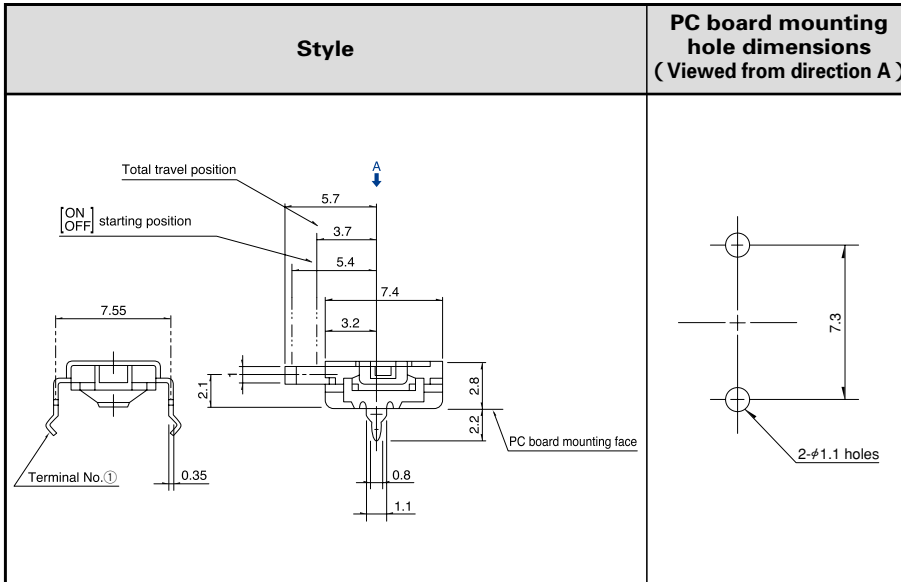 Style
PC board mounting
hole dimensions
(Viewed from direction A)
Total travel position
A
5.7
[ON
OFF] starting position
3.7
5.4
7.4
7.55
3.2
1
2.1
2.8
2.2
PC board mounting face
Terminal No.①
0.35
0.8
1.1
7.3
2-φ1.1 holes